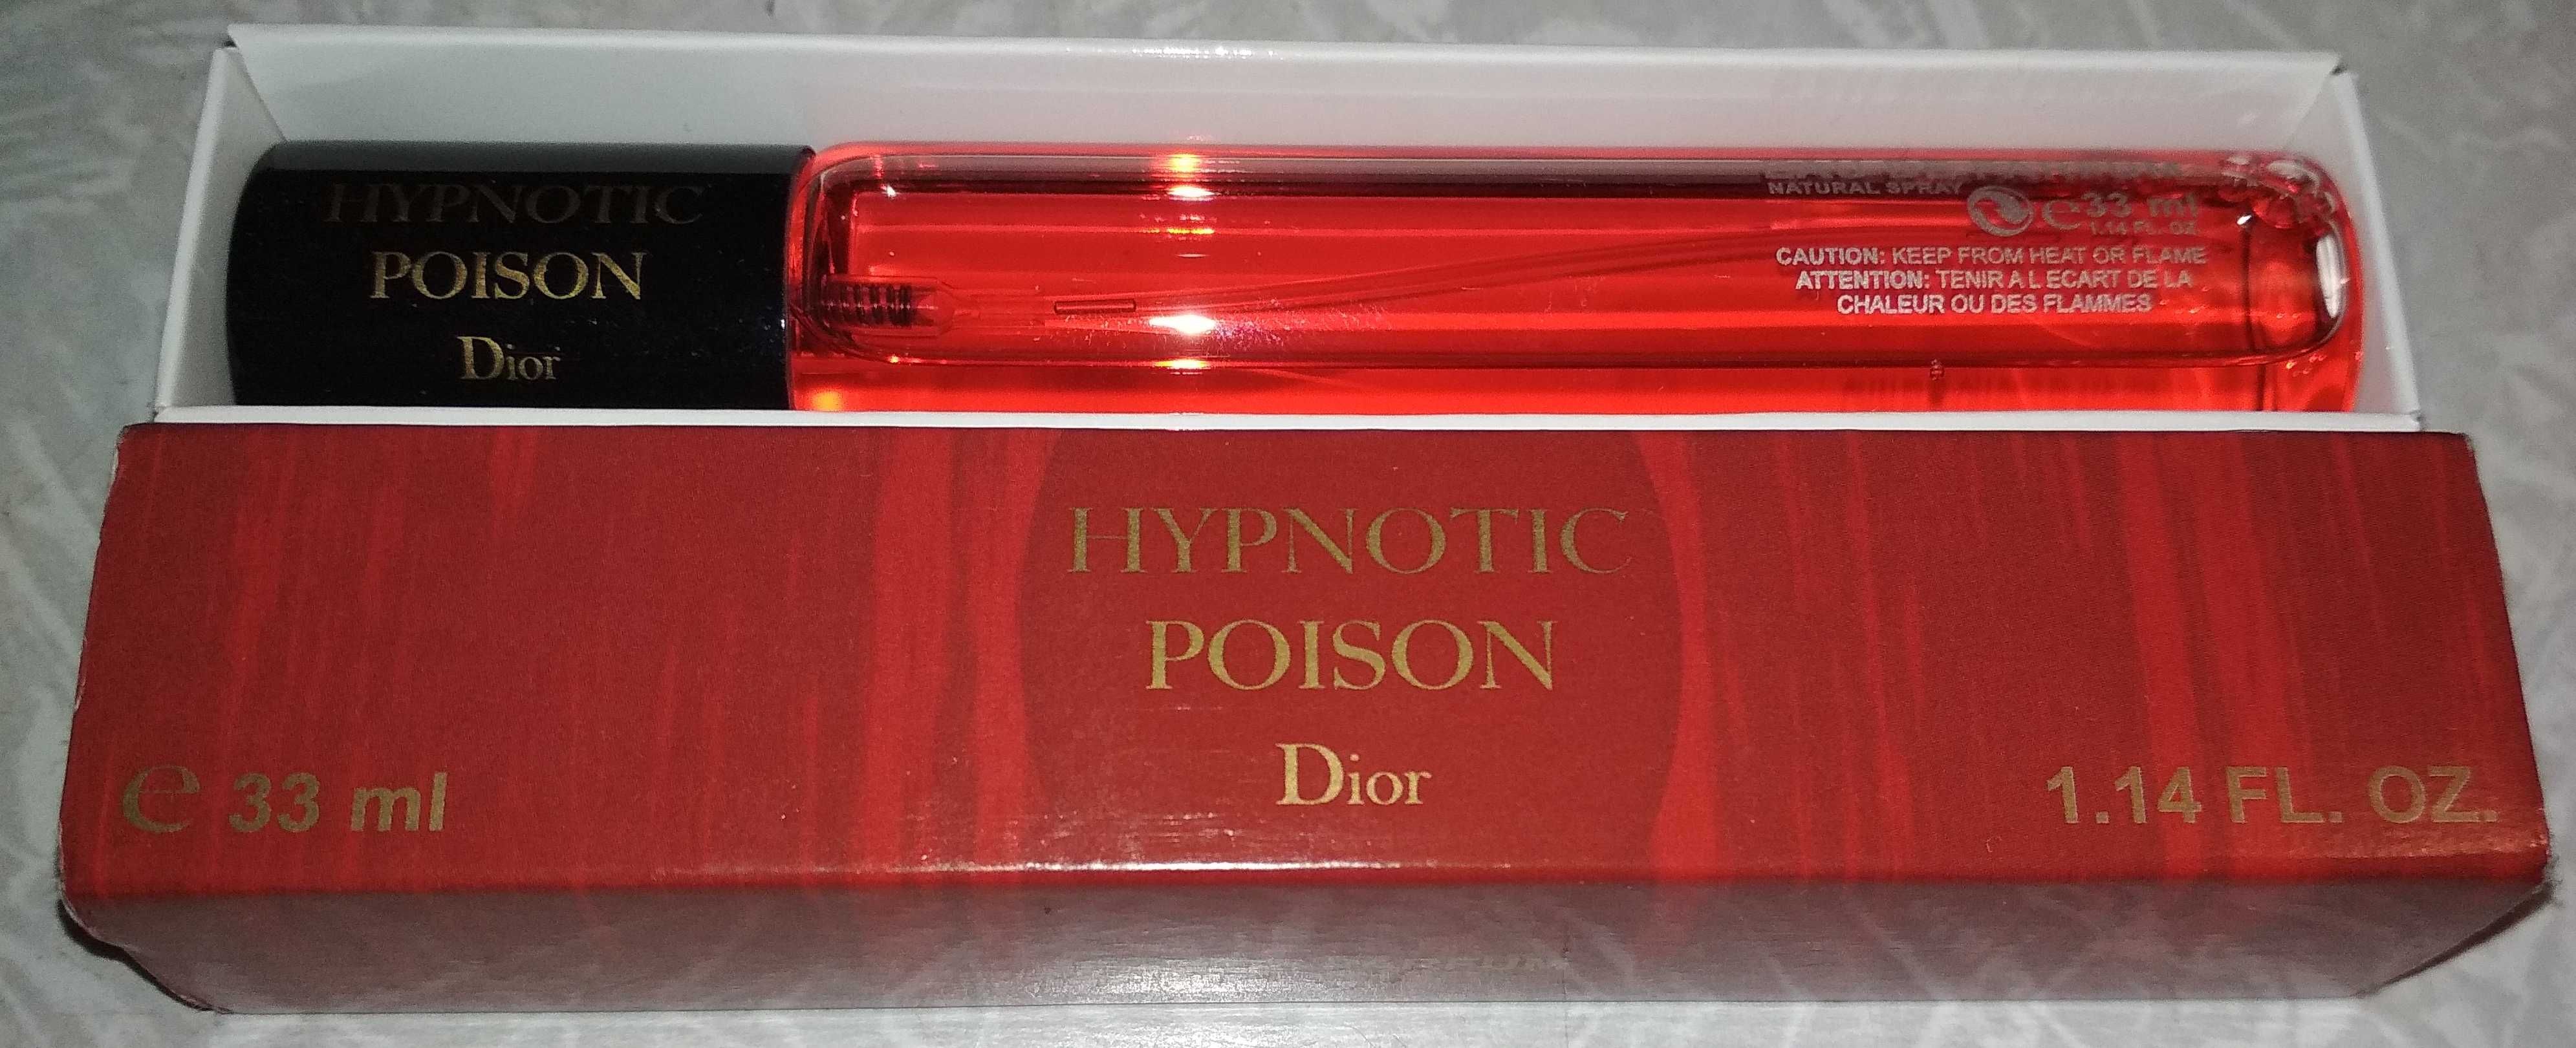 HYPNOTIC
POISON
Dior
NATURAL SPRAY
e 33 ml
1.14 FL. OZ.
CAUTION: KEEP FROM HEAT OR FLAME
ATTENTION: TENIR A L ECART DE LA
CHALEUR OU DES FLAMMES
HYPNOTIC
POISON
Dior
e 33 ml
1.14 FL. OZ.